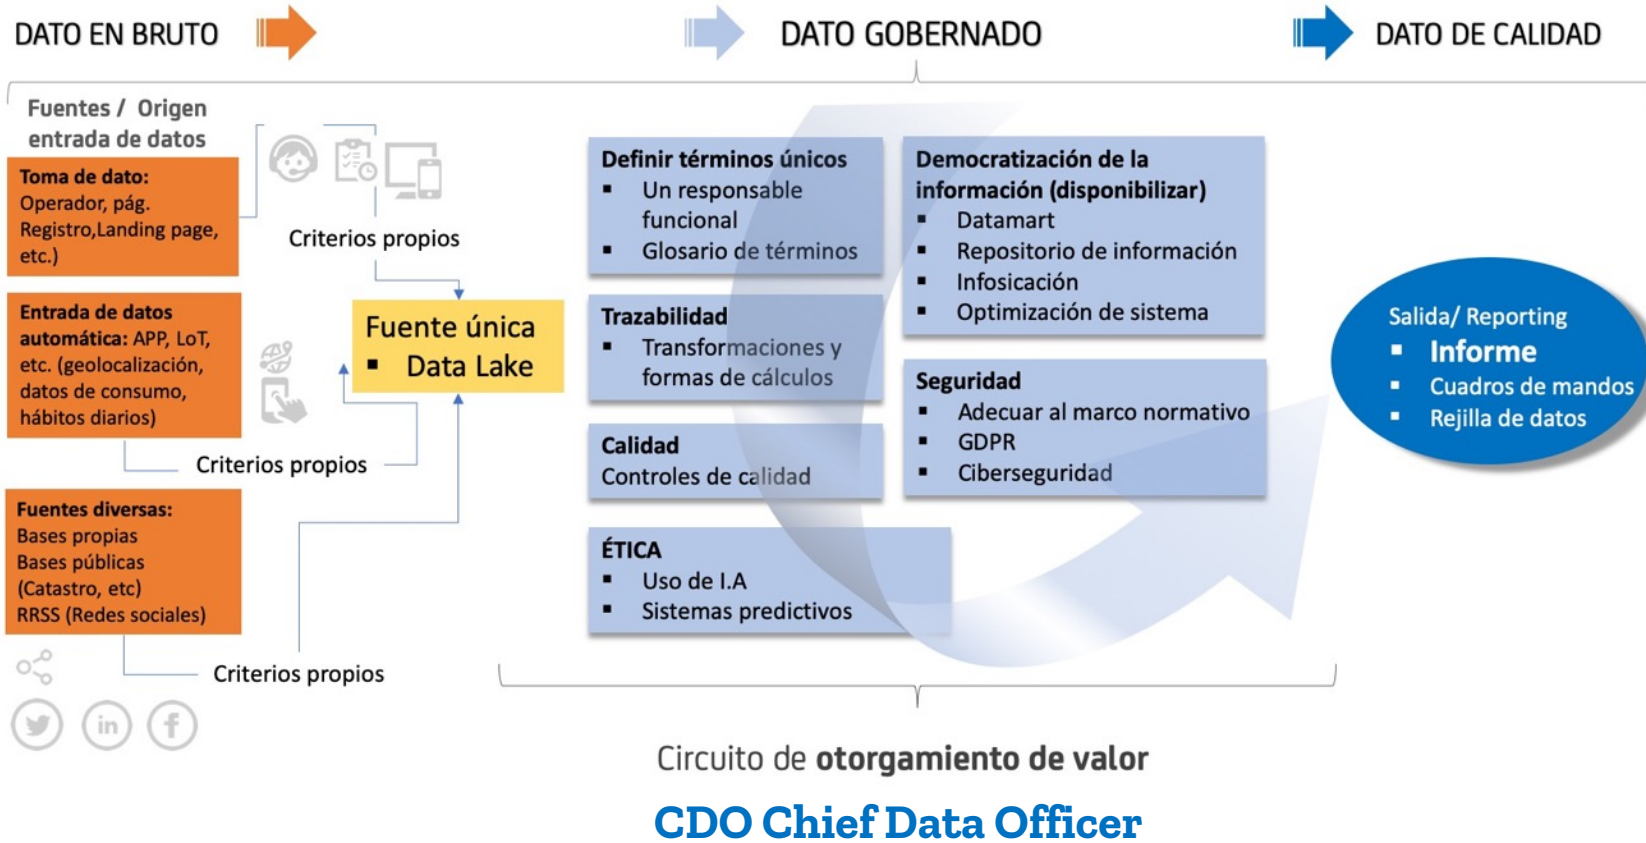 DATO EN BRUTO
DATO GOBERNADO
DATO DE CALIDAD
Fuentes / Origen
entrada de datos
Toma de dato:
Operador, pág.
Registro,Landing page,
etc.)
Entrada de datos
automática: APP, LoT,
etc. (geolocalización,
datos de consumo,
hábitos diarios)
Fuentes diversas:
Bases propias
Bases públicas
(Catastro, etc)
RRSS (Redes sociales)
Criterios propios
Criterios propios
Criterios propios
Fuente única
▪ Data Lake
Definir términos únicos
▪ Un responsable
funcional
▪ Glosario de términos
Trazabilidad
▪ Transformaciones y
formas de cálculos
Calidad
Controles de calidad
ÉTICA
▪ Uso de I.A
▪ Sistemas predictivos
Democratización de la
información (disponibilizar)
▪ Datamart
▪ Repositorio de información
▪ Infosicación
▪ Optimización de sistema
Seguridad
▪ Adecuar al marco normativo
▪ GDPR
▪ Ciberseguridad
Salida/ Reporting
▪ Informe
▪ Cuadros de mandos
▪ Rejilla de datos
in
f
Circuito de otorgamiento de valor
CDO Chief Data Officer